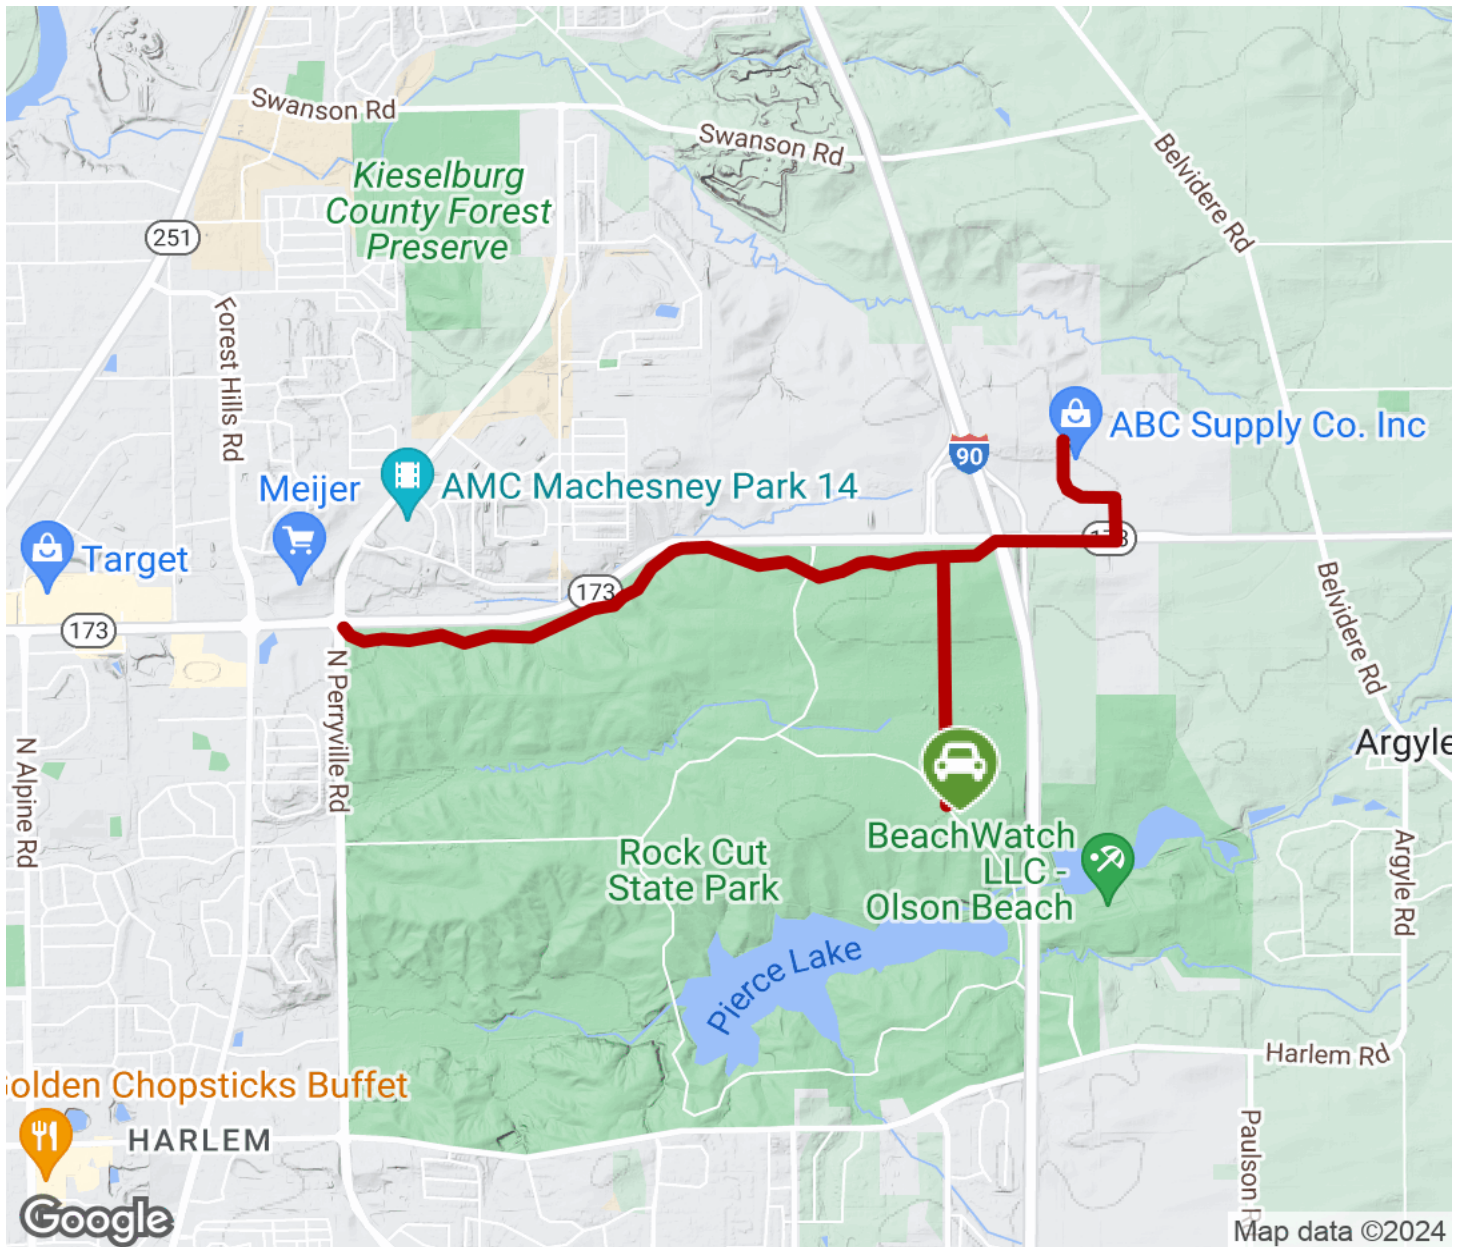 Swanson Rd
Swanson Rd
Belvidere Rd
Kieselburg
County Forest
Preserve
251
Forest Hills Rd
ABC Supply Co. Inc
90
Meijer
AMC Machesney Park 14
Target
173
173
173
N Perryville Rd
Belvidere Rd
N Alpine Rd
Argyle
Rock Cut
State Park
BeachWatch
LLC -
Olson Beach
Argyle Rd
Pierce Lake
Harlem Rd
Golden Chopsticks Buffet
HARLEM
Paulson R
Google
Map data ©2024